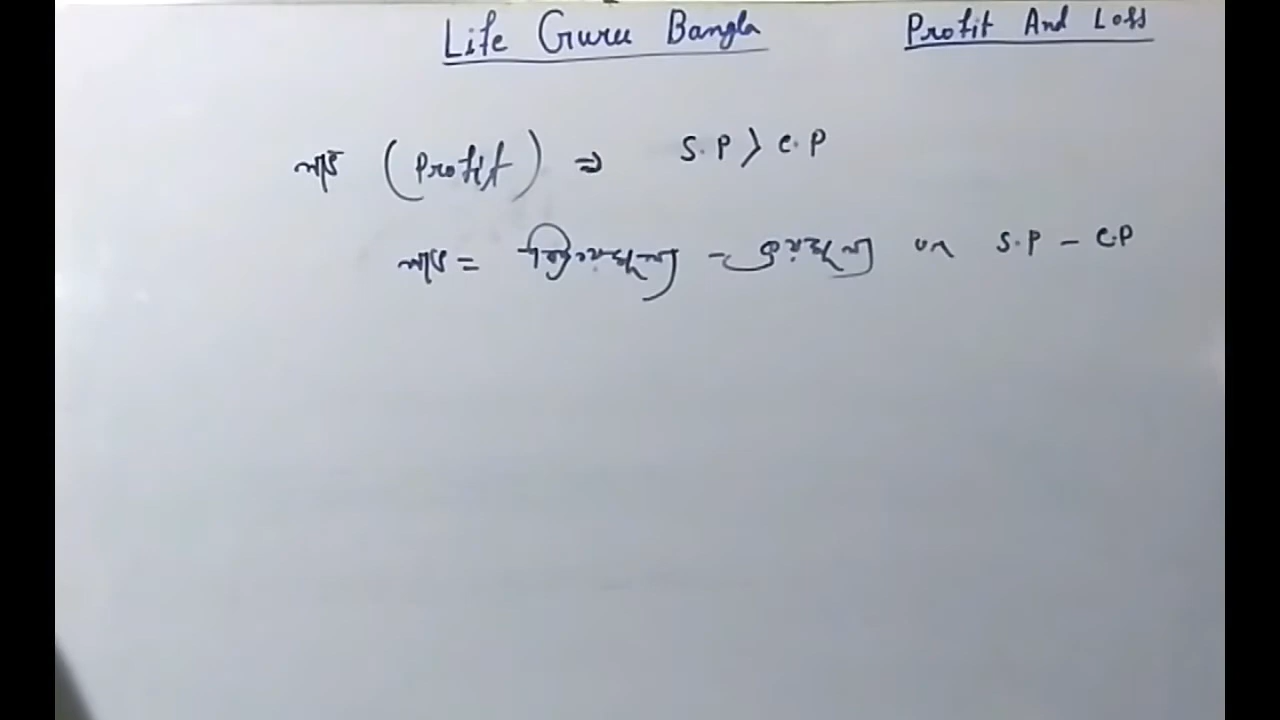 Life Guru Bangla
Profit And Loss
লাভ (Profit) ⇒ S.P > C.P
লাভ = বিক্রয়মূল্য - ক্রয়মূল্য or S.P - C.P